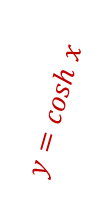 y = cosh x